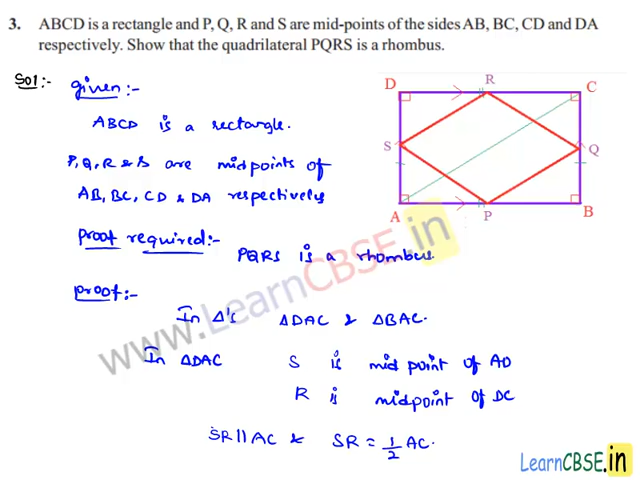 3. ABCD is a rectangle and P, Q, R and S are mid-points of the sides AB, BC, CD and DA
respectively. Show that the quadrilateral PQRS is a rhombus.
Sol:-
given:-
ABCD is a rectangle.
P, Q, R & S are midpoints of
AB, BC, CD & DA respectively
Proof required:-
PQRS is a rhombus.
Proof:-
In Δ's ΔDAC & ΔBAC.
In ΔDAC S is mid point of AD
R is midpoint of DC
SR || AC & SR = 1/2 AC.
D R C
S Q
A P B
www.LearnCBSE.in
LearnCBSE.in